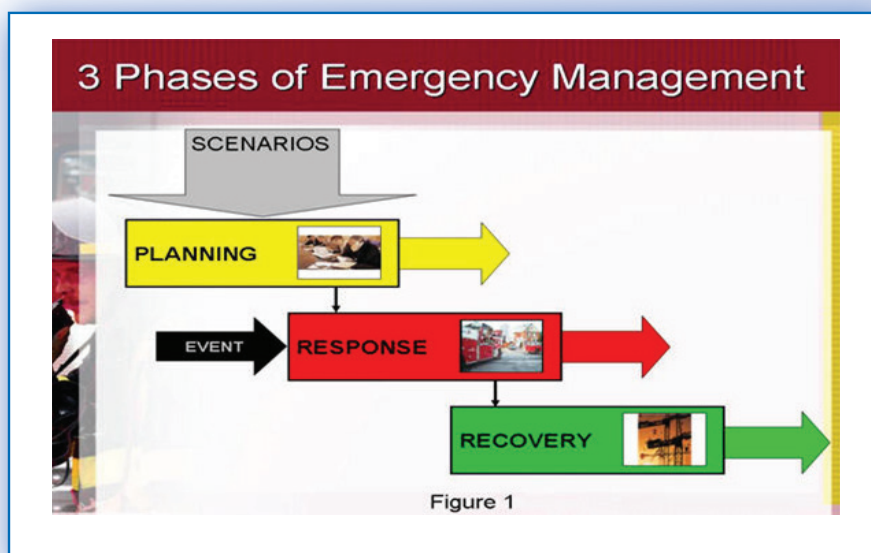 3 Phases of Emergency Management
SCENARIOS
PLANNING
EVENT
RESPONSE
RECOVERY
Figure 1